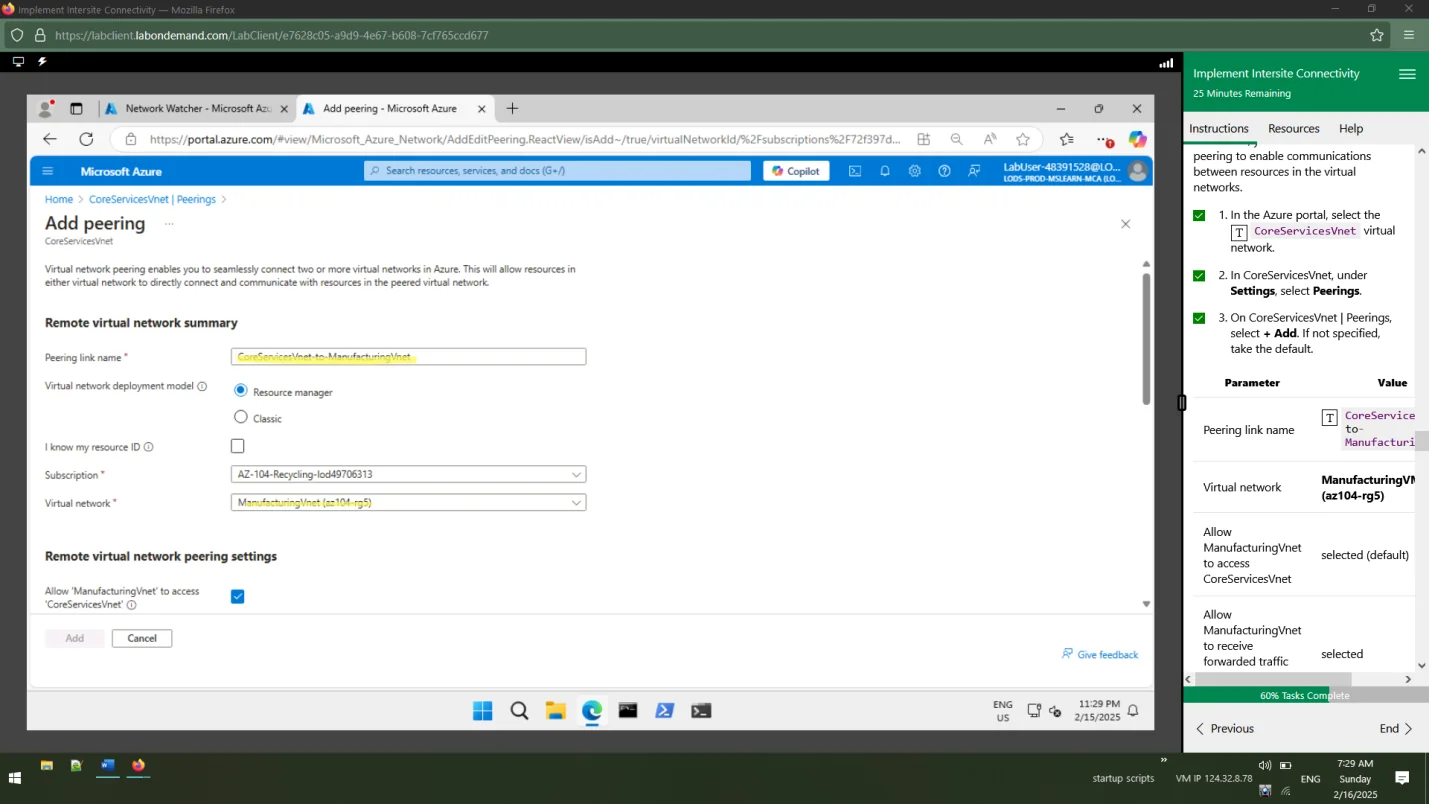 Implement Intersite Connectivity — Mozilla Firefox
https://labclient.labondemand.com/LabClient/e7628c05-a9d9-4e67-b608-7cf765ccd677
Network Watcher - Microsoft Azu
Add peering - Microsoft Azure
https://portal.azure.com/#view/Microsoft_Azure_Network/AddEditPeering.ReactView/isAdd~/true/virtualNetworkId/%2Fsubscriptions%2F72f397d...
Microsoft Azure
Search resources, services, and docs (G+/)
Copilot
LabUser-48391528@LO...
LODS-PROD-MSLEARN-MCA (LO...
Home > CoreServicesVnet | Peerings >
Add peering ...
CoreServicesVnet
Virtual network peering enables you to seamlessly connect two or more virtual networks in Azure. This will allow resources in
either virtual network to directly connect and communicate with resources in the peered virtual network.
Remote virtual network summary
Peering link name *
CoreServicesVnet-to-ManufacturingVnet
Virtual network deployment model
Resource manager
Classic
I know my resource ID
Subscription *
AZ-104-Recycling-lod49706313
Virtual network *
ManufacturingVnet (az104-rg5)
Remote virtual network peering settings
Allow 'ManufacturingVnet' to access
'CoreServicesVnet'
Add
Cancel
Give feedback
ENG
US
11:29 PM
2/15/2025
Implement Intersite Connectivity
25 Minutes Remaining
Instructions
Resources
Help
peering to enable communications
between resources in the virtual
networks.
1. In the Azure portal, select the
T CoreServicesVnet virtual
network.
2. In CoreServicesVnet, under
Settings, select Peerings.
3. On CoreServicesVnet | Peerings,
select + Add. If not specified,
take the default.
Parameter
Value
Peering link name
T CoreService
to-
Manufacturi
Virtual network
ManufacturingVM
(az104-rg5)
Allow
ManufacturingVnet
to access
CoreServicesVnet
selected (default)
Allow
ManufacturingVnet
to receive
forwarded traffic
selected
60% Tasks Complete
Previous
End
startup scripts
VM IP 124.32.8.78
ENG
7:29 AM
Sunday
2/16/2025